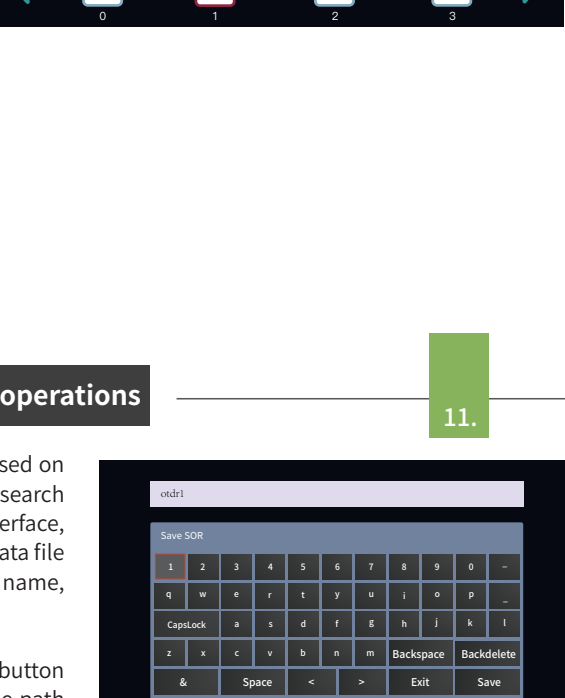 0 1 2 3
operations
11.
sed on
search
erface,
ata file
name,
button
e path
otdr1
Save SOR
1 2 3 4 5 6 7 8 9 0 –
q w e r t y u i o p _
CapsLock a s d f g h j k l
z x c v b n m Backspace Backdelete
& Space < > Exit Save